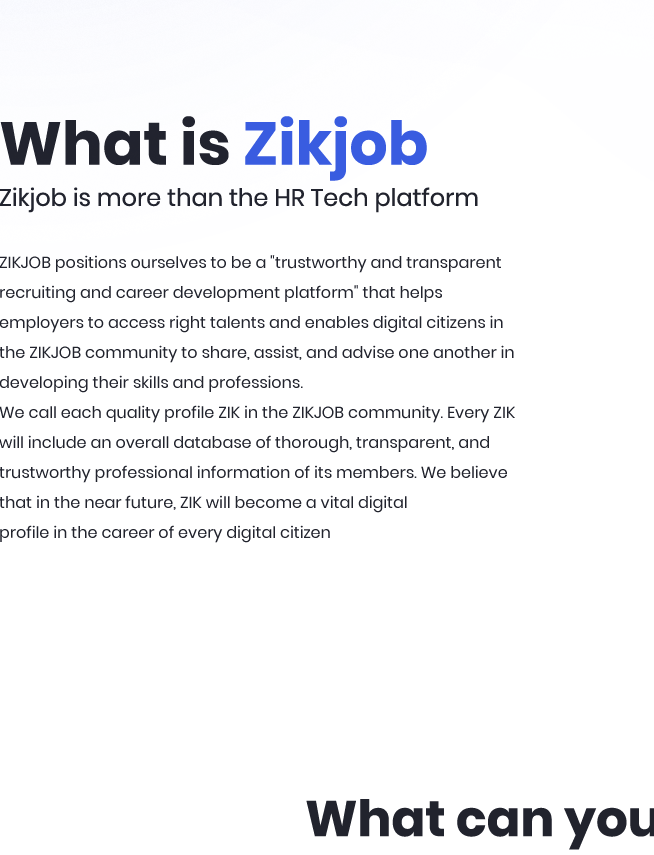 What is Zikjob
Zikjob is more than the HR Tech platform
ZIKJOB positions ourselves to be a "trustworthy and transparent
recruiting and career development platform" that helps
employers to access right talents and enables digital citizens in
the ZIKJOB community to share, assist, and advise one another in
developing their skills and professions.
We call each quality profile ZIK in the ZIKJOB community. Every ZIK
will include an overall database of thorough, transparent, and
trustworthy professional information of its members. We believe
that in the near future, ZIK will become a vital digital
profile in the career of every digital citizen
What can you